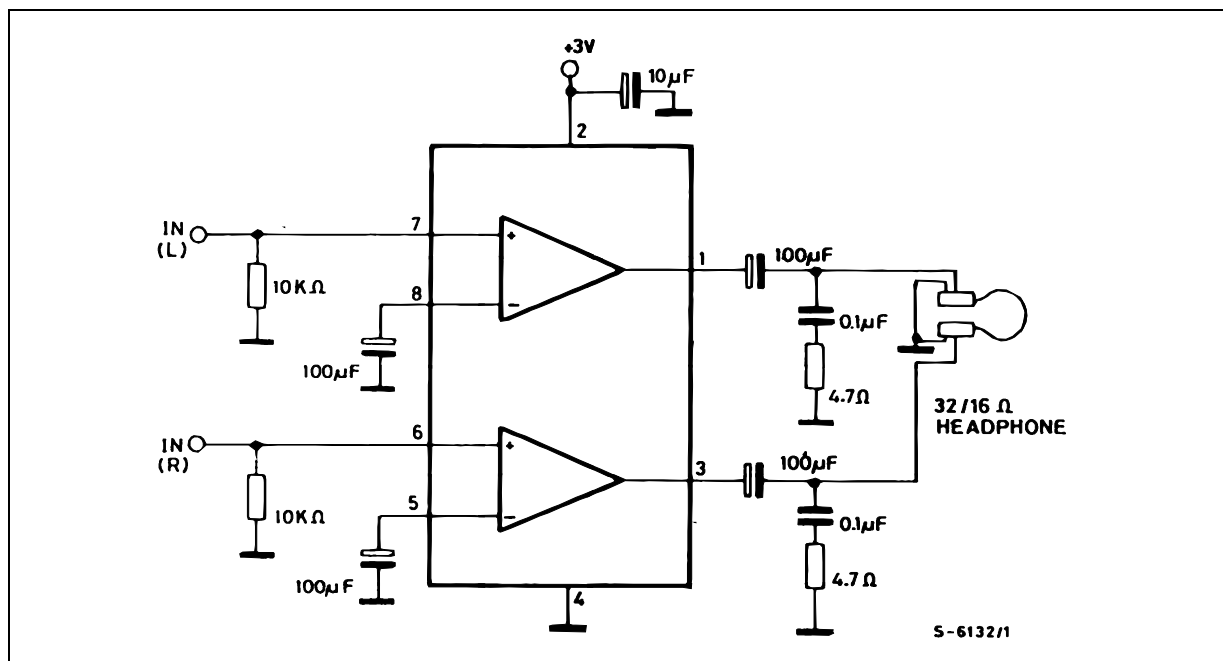 +3V
10µF
2
IN
(L)
7
10KΩ
+
8
−
100µF
1
100µF
0.1µF
4.7Ω
32/16 Ω
HEADPHONE
IN
(R)
6
10KΩ
+
5
−
100µF
3
100µF
0.1µF
4.7Ω
4
S-6132/1